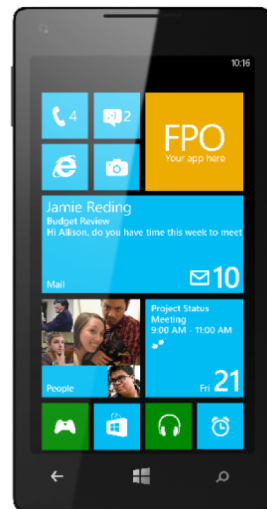 10:16
4
2
FPO
Your app here
Jamie Reding
Budget Review
Hi Allison, do you have time this week to meet
Mail
10
Project Status
Meeting
9:00 AM - 11:00 AM
People
Fri 21